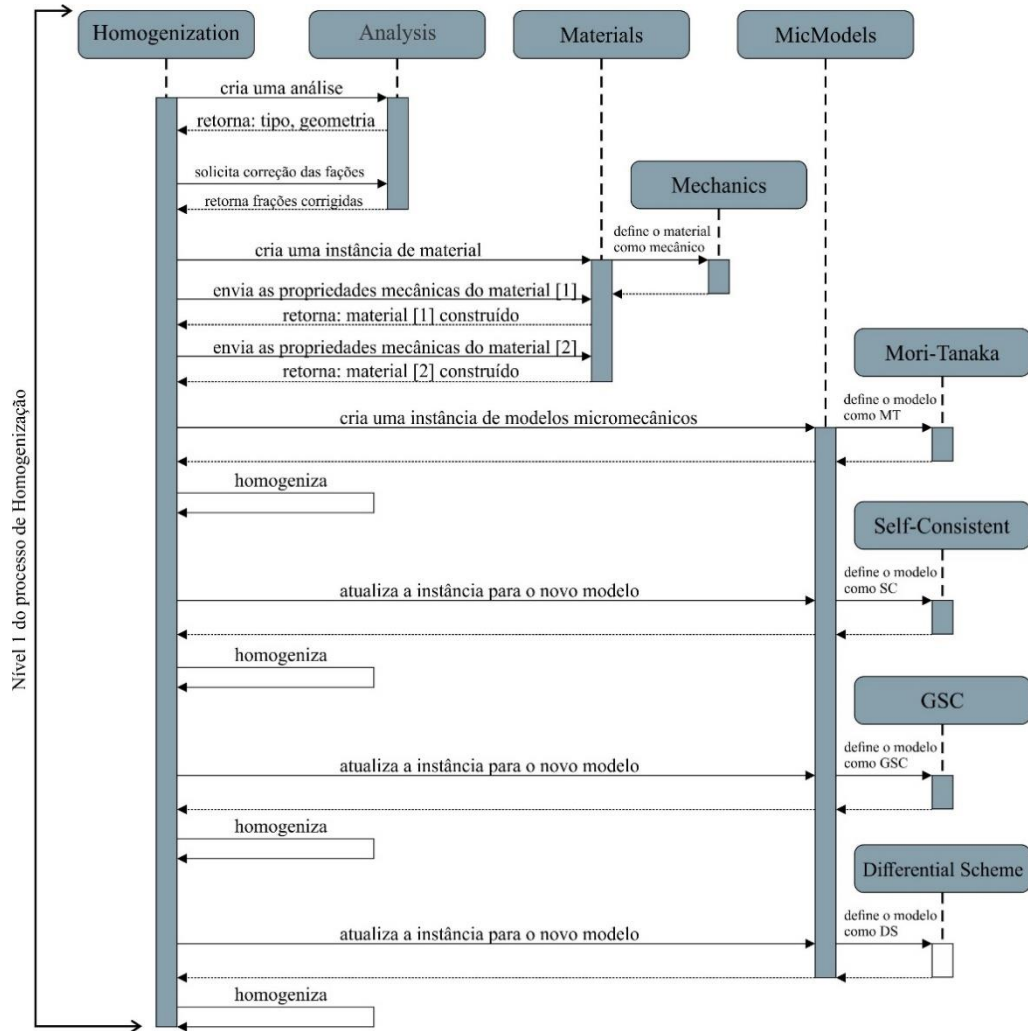 Homogenization
Analysis
Materials
MicModels
cria uma análise
retorna: tipo, geometria
solicita correção das fações
retorna frações corrigidas
Mechanics
define o material
como mecânico
cria uma instância de material
envia as propriedades mecânicas do material [1]
retorna: material [1] construído
envia as propriedades mecânicas do material [2]
retorna: material [2] construído
Mori-Tanaka
define o modelo
como MT
cria uma instância de modelos micromecânicos
homogeniza
Self-Consistent
define o modelo
como SC
atualiza a instância para o novo modelo
homogeniza
GSC
define o modelo
como GSC
atualiza a instância para o novo modelo
homogeniza
Differential Scheme
define o modelo
como DS
atualiza a instância para o novo modelo
homogeniza
Nível 1 do processo de Homogenização